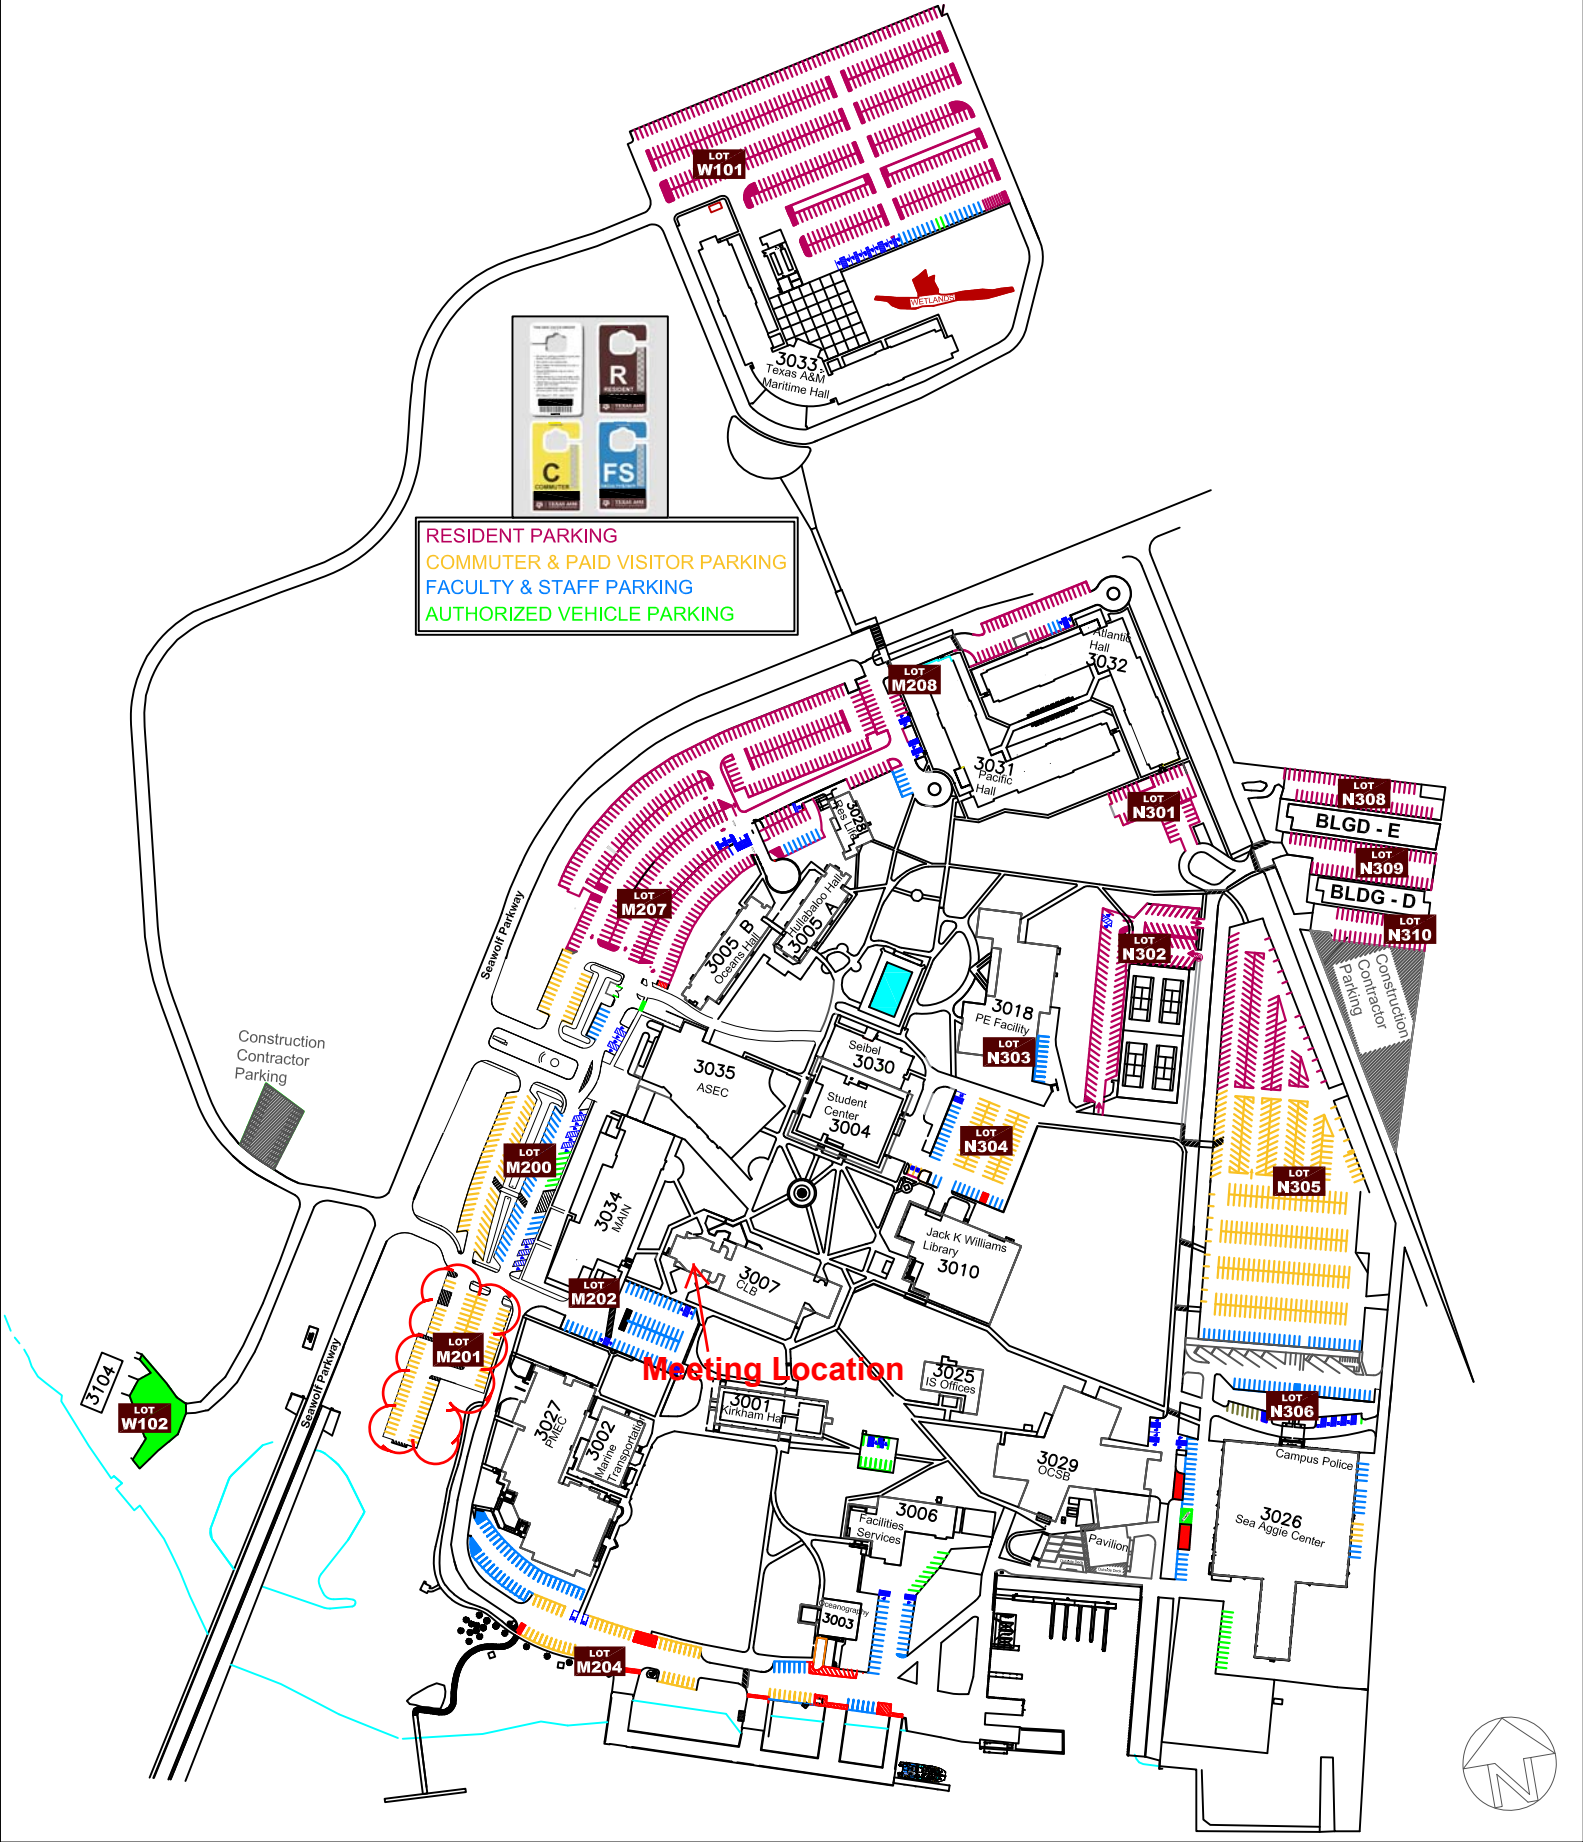 LOT
W101
WETLANDS
3033
Texas A&M
Maritime Hall
R
RESIDENT
C
COMMUTER
FS
RESIDENT PARKING
COMMUTER & PAID VISITOR PARKING
FACULTY & STAFF PARKING
AUTHORIZED VEHICLE PARKING
Atlantic
Hall
3032
LOT
M208
3031
Pacific
Hall
LOT
N301
LOT
N308
BLGD - E
LOT
N309
BLDG - D
LOT
N310
3028
Res Life
LOT
M207
Hullabaloo Hall
3005 A
3005 B
Oceans Hall
Seawolf Parkway
LOT
N302
Construction
Contractor
Parking
3018
PE Facility
LOT
N303
Construction
Contractor
Parking
Seibel
3030
3035
ASEC
Student
Center
3004
LOT
N304
LOT
M200
LOT
N305
3034
MAIN
Jack K Williams
Library
3010
3007
CLB
LOT
M202
LOT
M201
Meeting Location
Seawolf Parkway
3104
LOT
W102
3025
IS Offices
3001
Kirkham Hall
LOT
N306
3027
PMEC
3002
Marine
Transportation
Campus Police
3029
OCSB
3006
Facilities
Services
3026
Sea Aggie Center
Pavilion
Oceanography
3003
LOT
M204
N